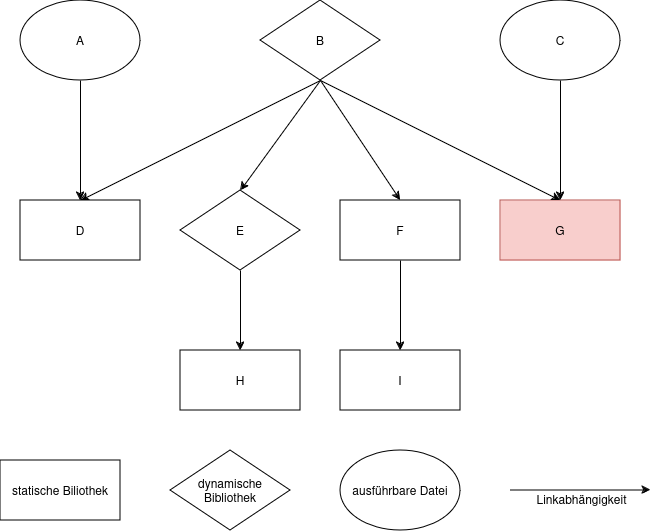 A
B
C
D
E
F
G
H
I
statische Biliothek
dynamische
Bibliothek
ausführbare Datei
Linkabhängigkeit